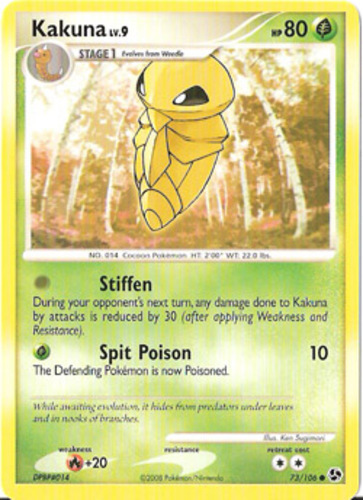 Kakuna LV.9 HP 80
STAGE 1 Evolves from Weedle
NO. 014 Cocoon Pokémon HT: 2'00" WT: 22.0 lbs.
Stiffen
During your opponent's next turn, any damage done to Kakuna
by attacks is reduced by 30 (after applying Weakness and
Resistance).
Spit Poison 10
The Defending Pokémon is now Poisoned.
While awaiting evolution, it hides from predators under leaves
and in nooks of branches.
Illus. Ken Sugimori
weakness resistance retreat cost
+20
DPBP#014 ©2008 Pokémon/Nintendo 73/106